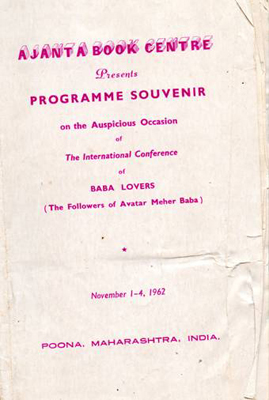 AJANTA BOOK CENTRE
Presents
PROGRAMME SOUVENIR
on the Auspicious Occasion
of
The International Conference
of
BABA LOVERS
(The Followers of Avatar Meher Baba)
*
November 1-4, 1962
POONA, MAHARASHTRA, INDIA.